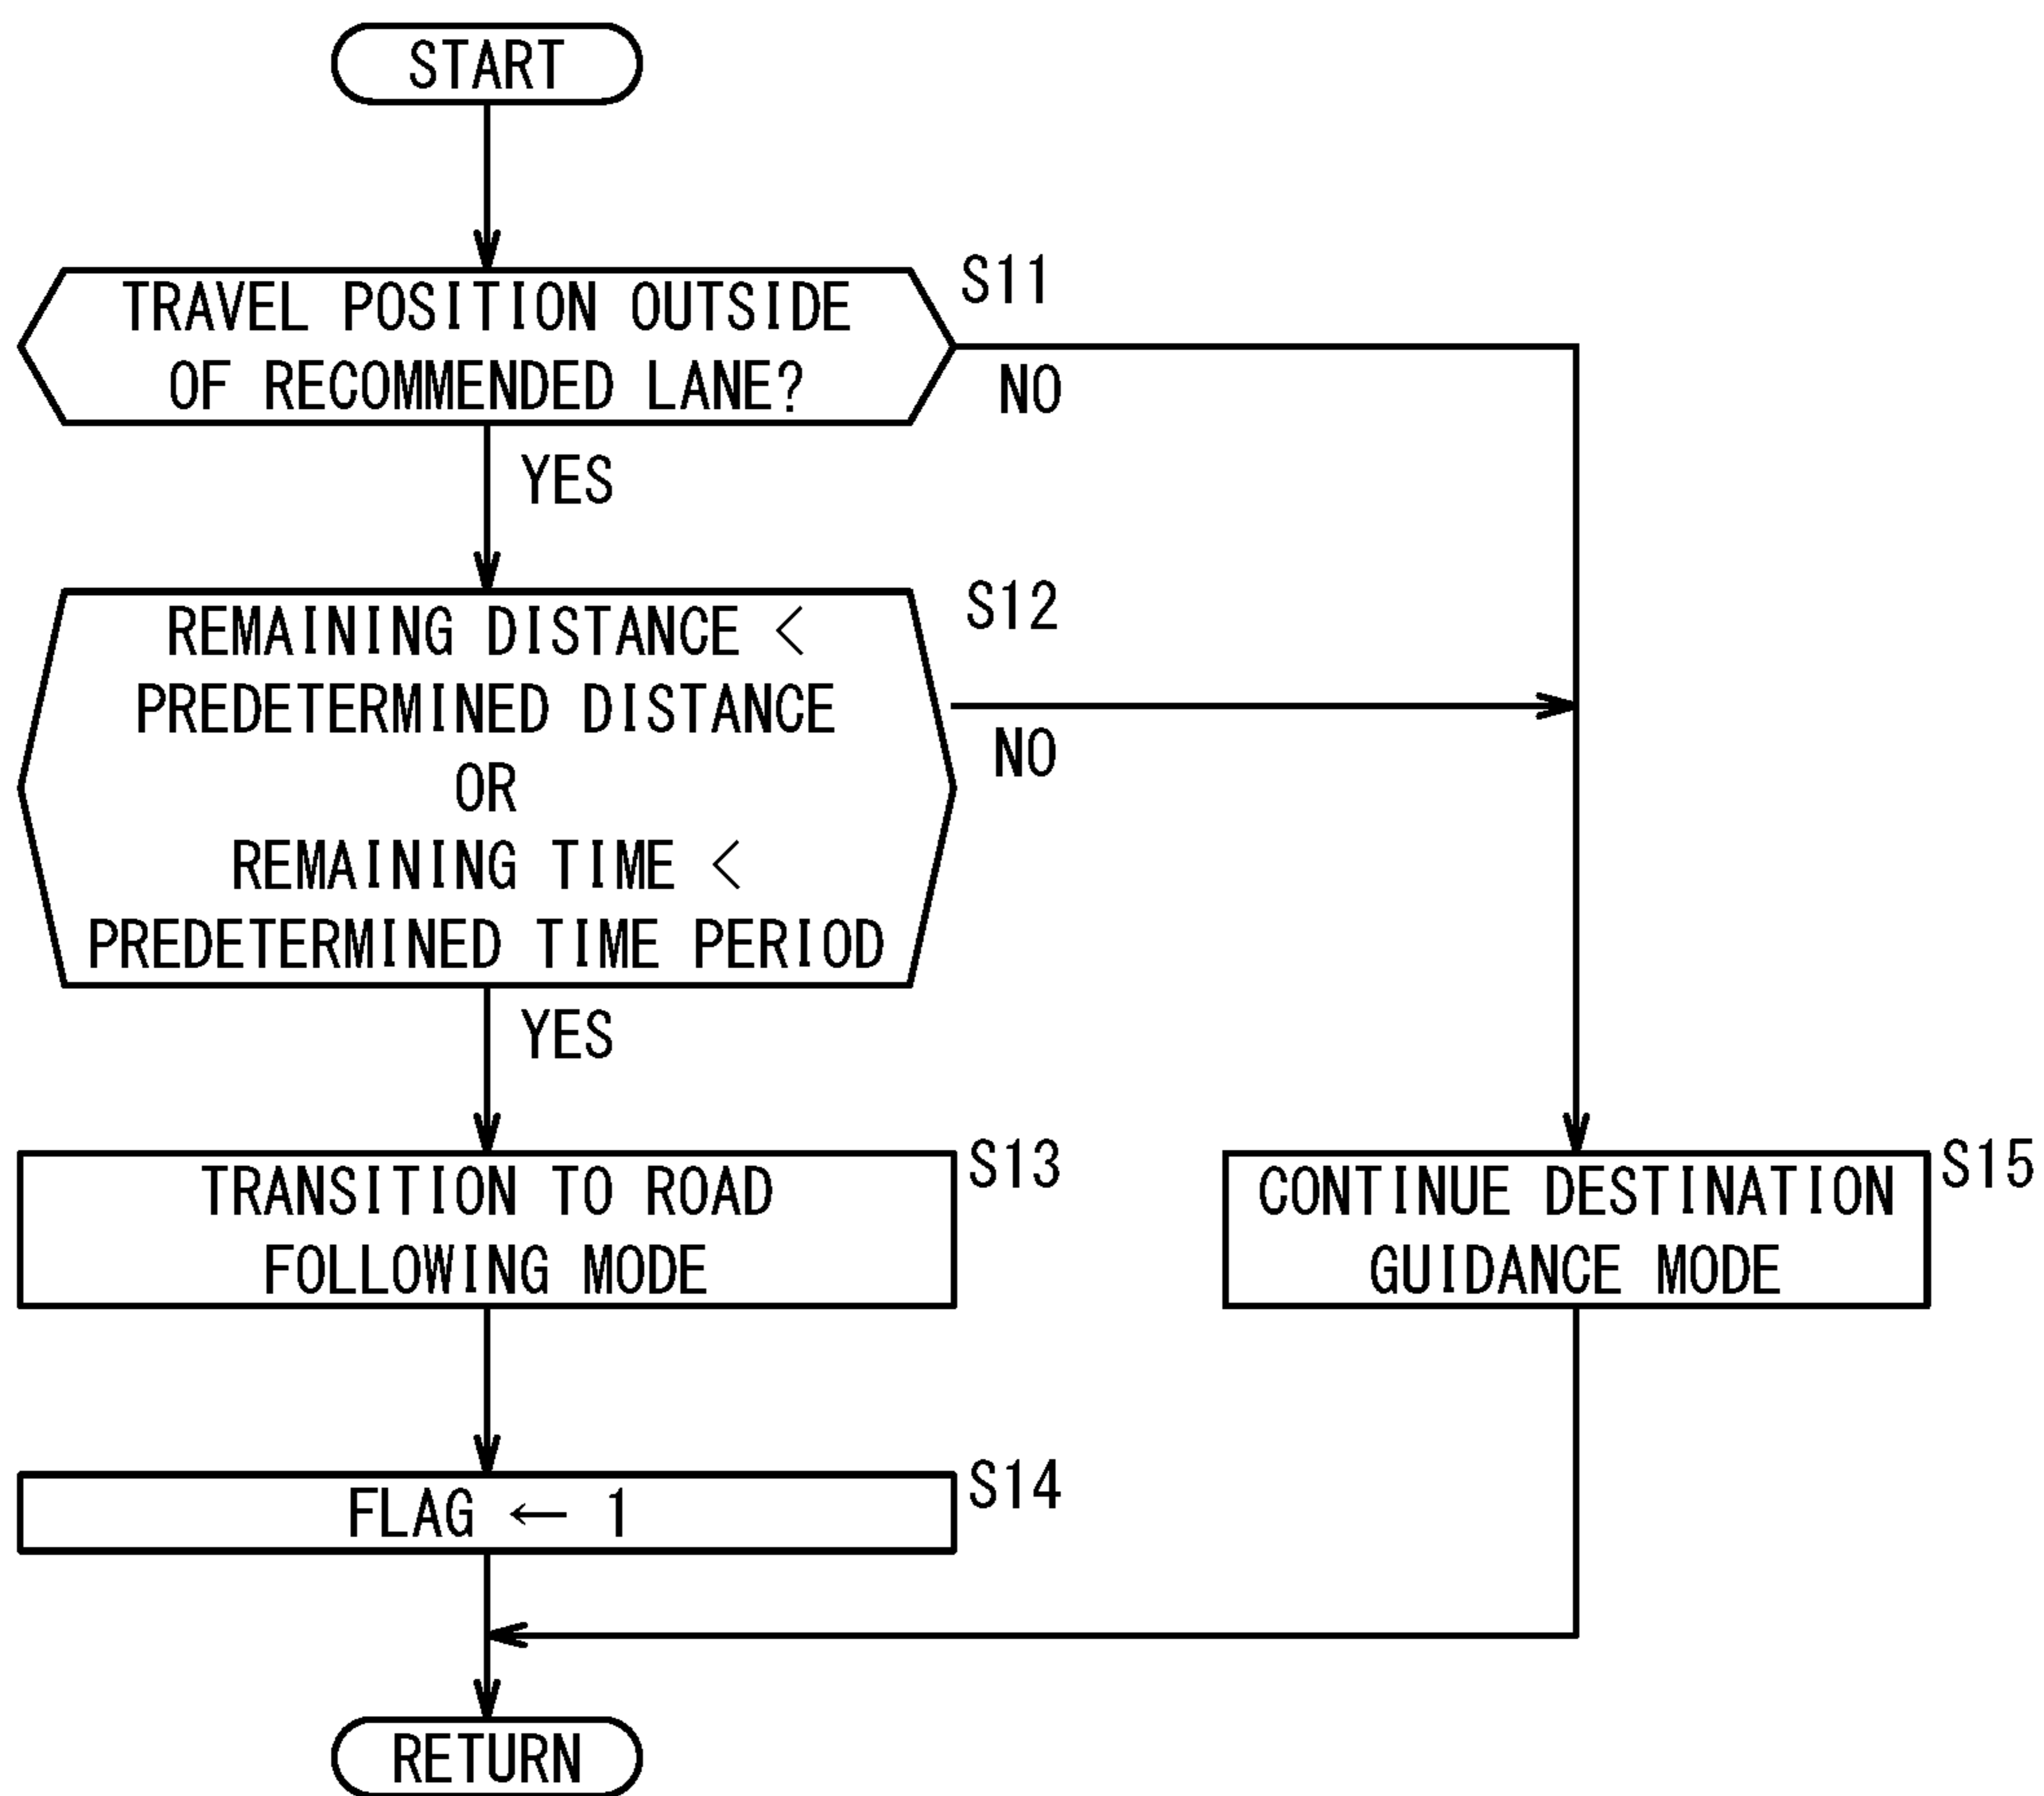 START
TRAVEL POSITION OUTSIDE
OF RECOMMENDED LANE?
S11
NO
YES
REMAINING DISTANCE <
PREDETERMINED DISTANCE
OR
REMAINING TIME <
PREDETERMINED TIME PERIOD
S12
NO
YES
TRANSITION TO ROAD
FOLLOWING MODE
S13
CONTINUE DESTINATION
GUIDANCE MODE
S15
FLAG ← 1
S14
RETURN